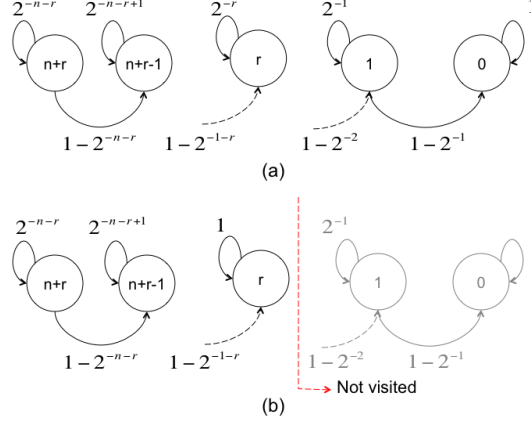 2^{-n-r} 2^{-n-r+1} 2^{-r} 2^{-1}
n+r n+r-1 r 1 0
1-2^{-n-r} 1-2^{-1-r} 1-2^{-2} 1-2^{-1}
(a)
2^{-n-r} 2^{-n-r+1} 1 2^{-1}
n+r n+r-1 r 1 0
1-2^{-n-r} 1-2^{-1-r} 1-2^{-2} 1-2^{-1}
Not visited
(b)